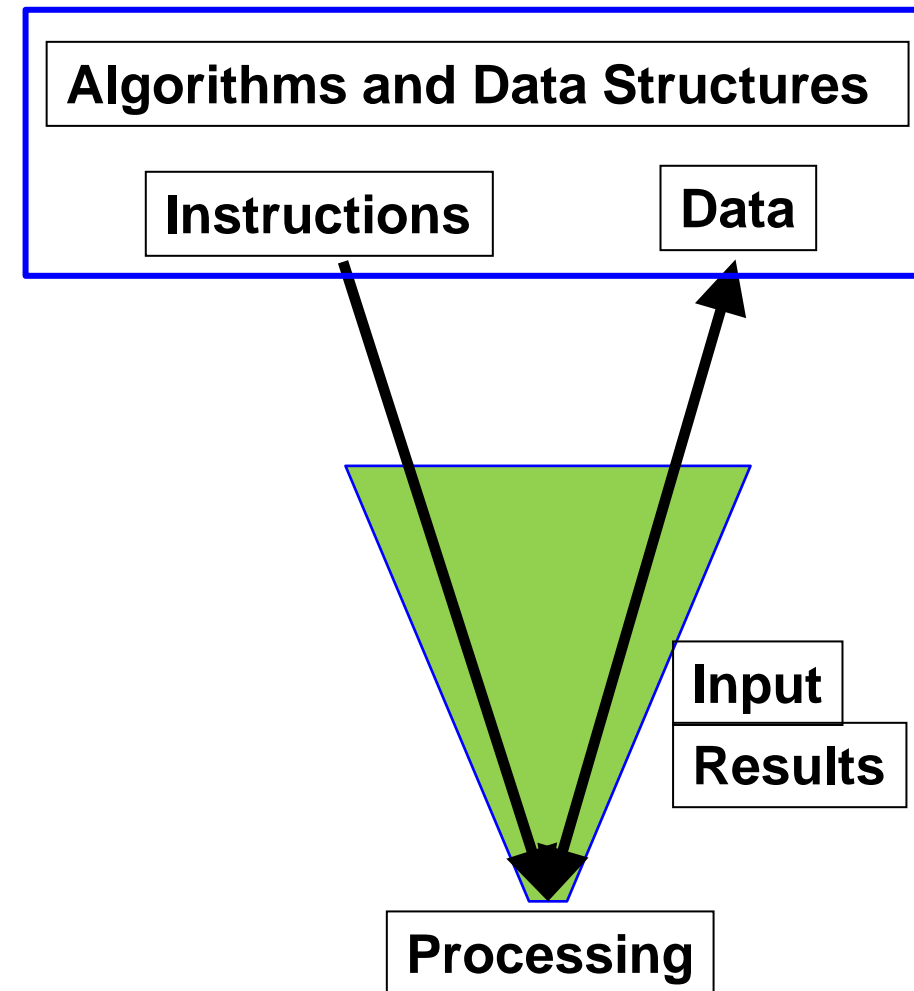 Algorithms and Data Structures
Instructions
Data
Input
Results
Processing